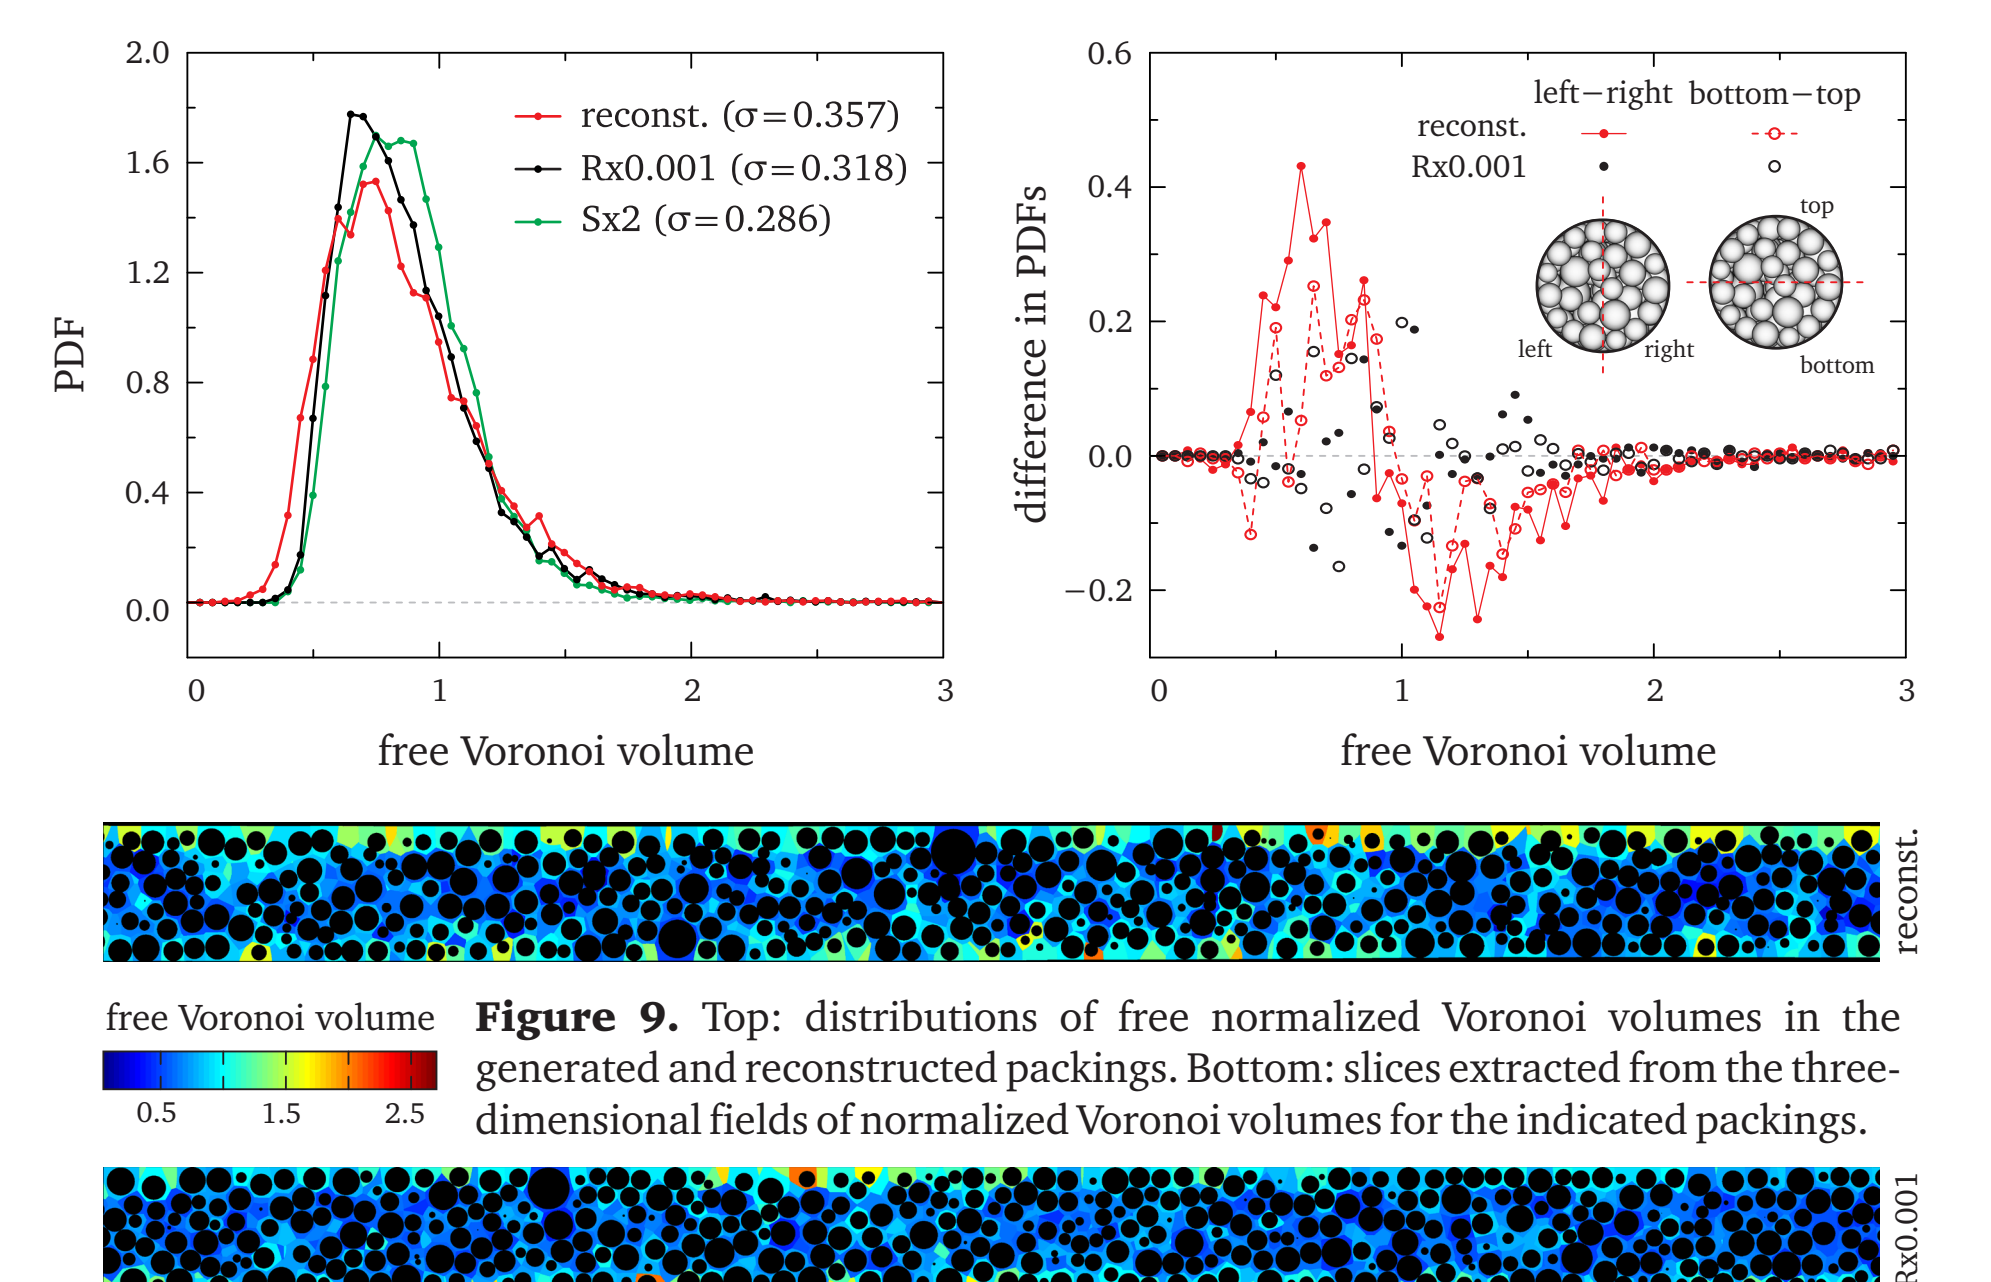 2.0
1.6
1.2
0.8
0.4
0.0
PDF
reconst. (σ=0.357)
Rx0.001 (σ=0.318)
Sx2 (σ=0.286)
0 1 2 3
free Voronoi volume
0.6
0.4
0.2
0.0
−0.2
difference in PDFs
left−right bottom−top
reconst.
Rx0.001
top
left right
bottom
0 1 2 3
free Voronoi volume
reconst.
free Voronoi volume
0.5 1.5 2.5
Figure 9. Top: distributions of free normalized Voronoi volumes in the
generated and reconstructed packings. Bottom: slices extracted from the three-
dimensional fields of normalized Voronoi volumes for the indicated packings.
Rx0.001